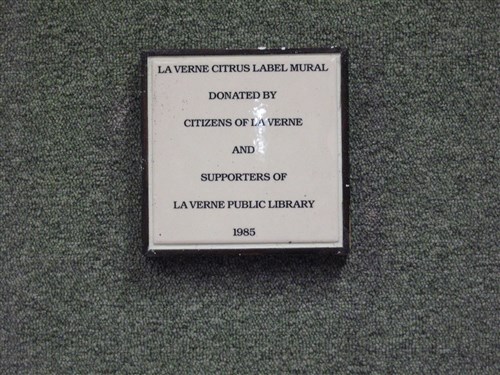 LA VERNE CITRUS LABEL MURAL
DONATED BY
CITIZENS OF LA VERNE
AND
SUPPORTERS OF
LA VERNE PUBLIC LIBRARY
1985